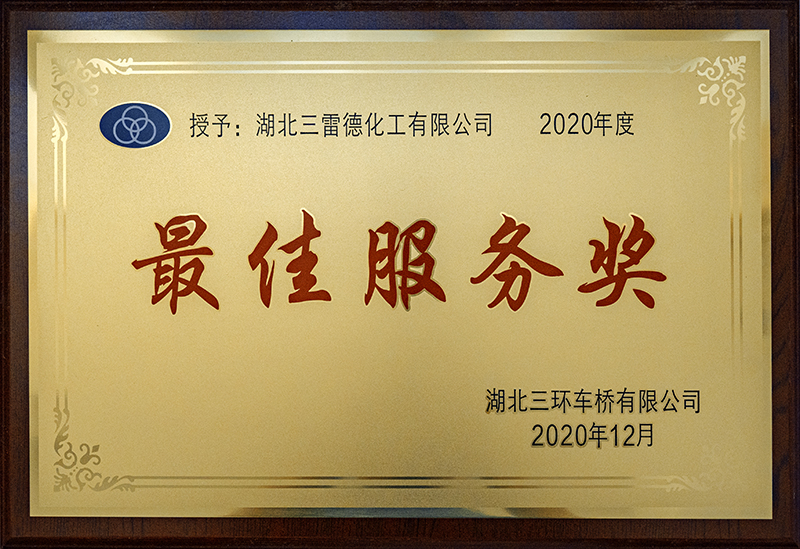 授予：湖北三雷德化工有限公司 2020年度
最佳服务奖
湖北三环车桥有限公司
2020年12月